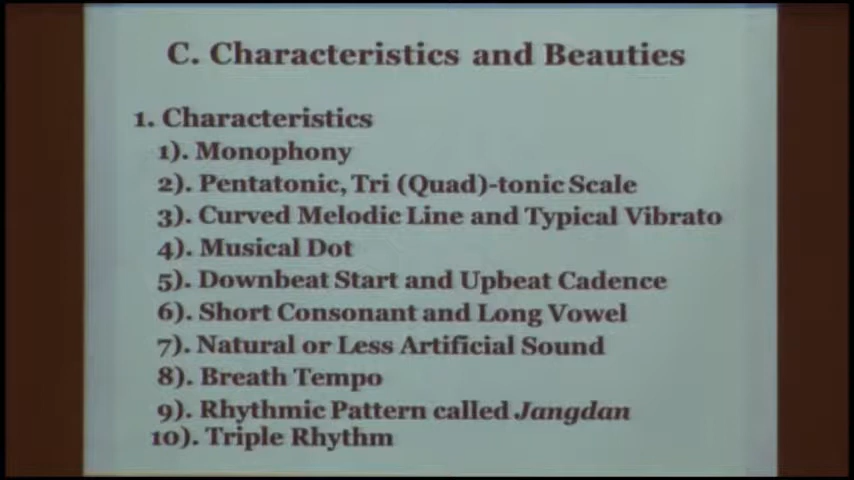 C. Characteristics and Beauties
1. Characteristics
1). Monophony
2). Pentatonic, Tri (Quad)-tonic Scale
3). Curved Melodic Line and Typical Vibrato
4). Musical Dot
5). Downbeat Start and Upbeat Cadence
6). Short Consonant and Long Vowel
7). Natural or Less Artificial Sound
8). Breath Tempo
9). Rhythmic Pattern called Jangdan
10). Triple Rhythm